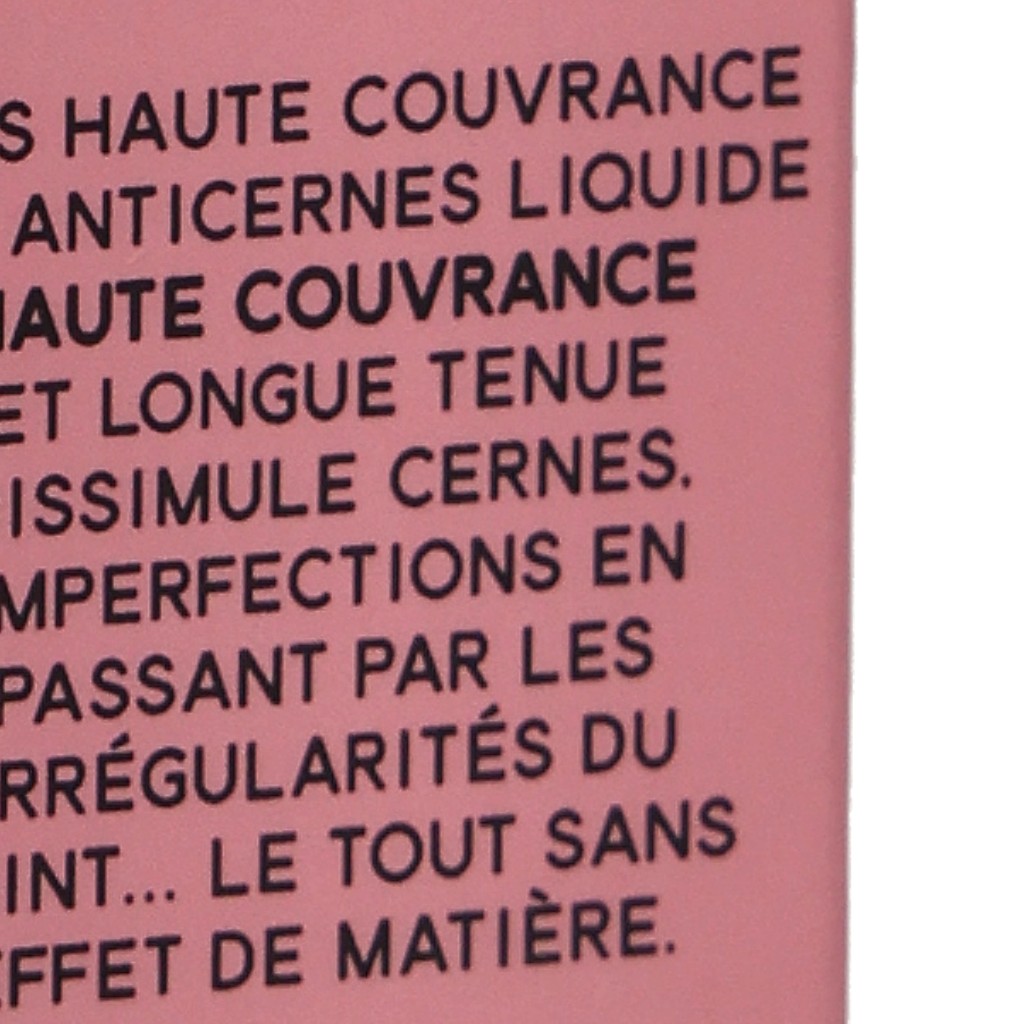 S HAUTE COUVRANCE
ANTICERNES LIQUIDE
HAUTE COUVRANCE
ET LONGUE TENUE
ISSIMULE CERNES,
MPERFECTIONS EN
PASSANT PAR LES
RRÉGULARITÉS DU
INT... LE TOUT SANS
EFFET DE MATIÈRE.